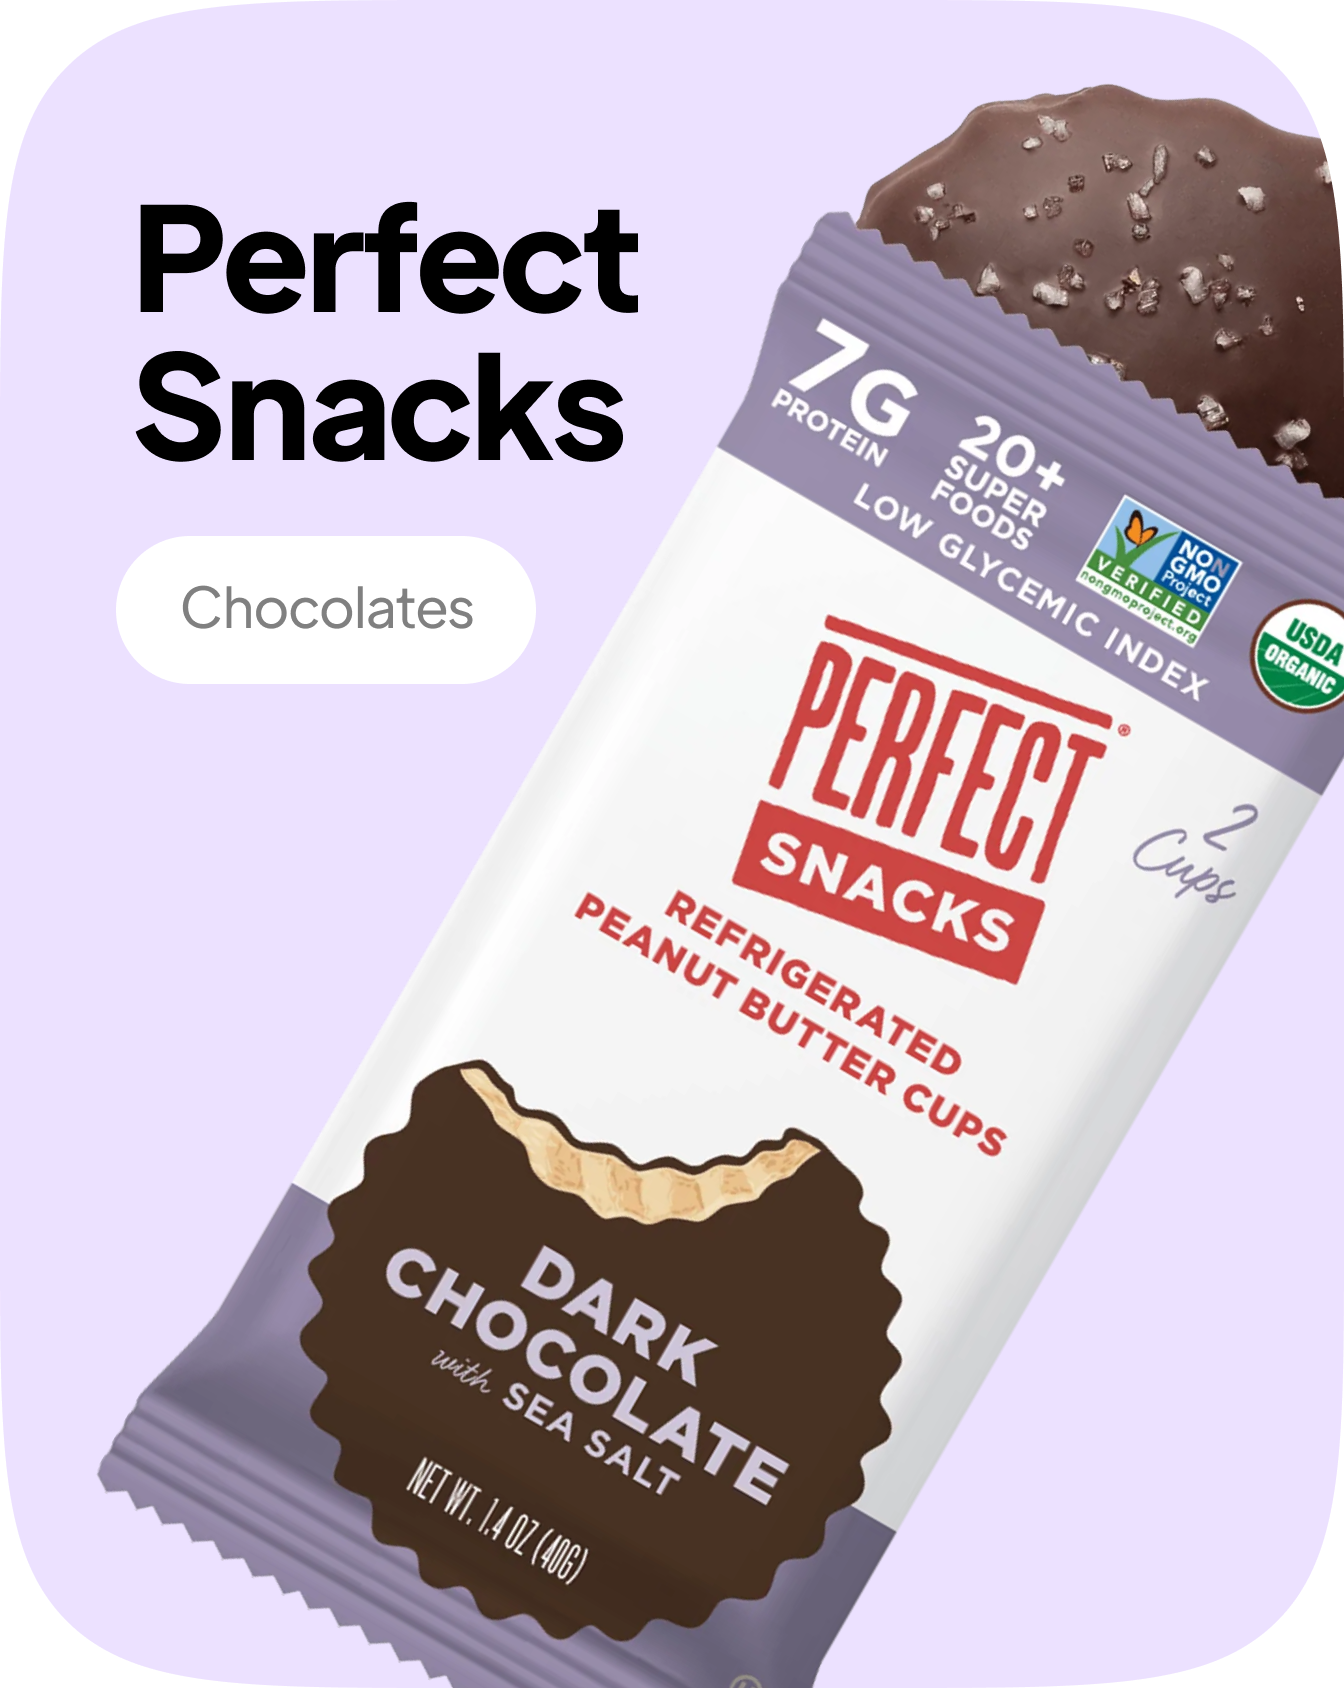 Perfect
Snacks
Chocolates
7G
PROTEIN
20+
SUPER
FOODS
LOW GLYCEMIC INDEX
NON
GMO
Project
VERIFIED
nongmoproject.org
USDA
ORGANIC
PERFECT®
SNACKS
2
Cups
REFRIGERATED
PEANUT BUTTER CUPS
DARK
CHOCOLATE
with SEA SALT
NET WT. 1.4 OZ (40G)